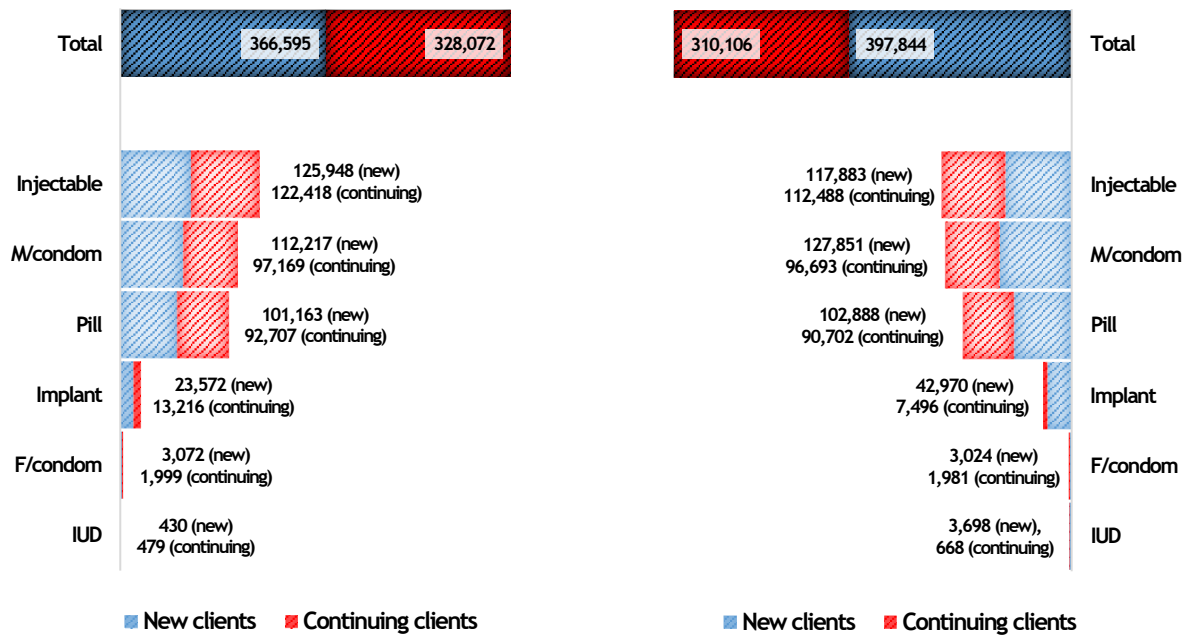 Total
366,595
328,072
Injectable
125,948 (new)
122,418 (continuing)
M/condom
112,217 (new)
97,169 (continuing)
Pill
101,163 (new)
92,707 (continuing)
Implant
23,572 (new)
13,216 (continuing)
F/condom
3,072 (new)
1,999 (continuing)
IUD
430 (new)
479 (continuing)
New clients
Continuing clients
310,106
397,844
Total
117,883 (new)
112,488 (continuing)
Injectable
127,851 (new)
96,693 (continuing)
M/condom
102,888 (new)
90,702 (continuing)
Pill
42,970 (new)
7,496 (continuing)
Implant
3,024 (new)
1,981 (continuing)
F/condom
3,698 (new),
668 (continuing)
IUD
New clients
Continuing clients